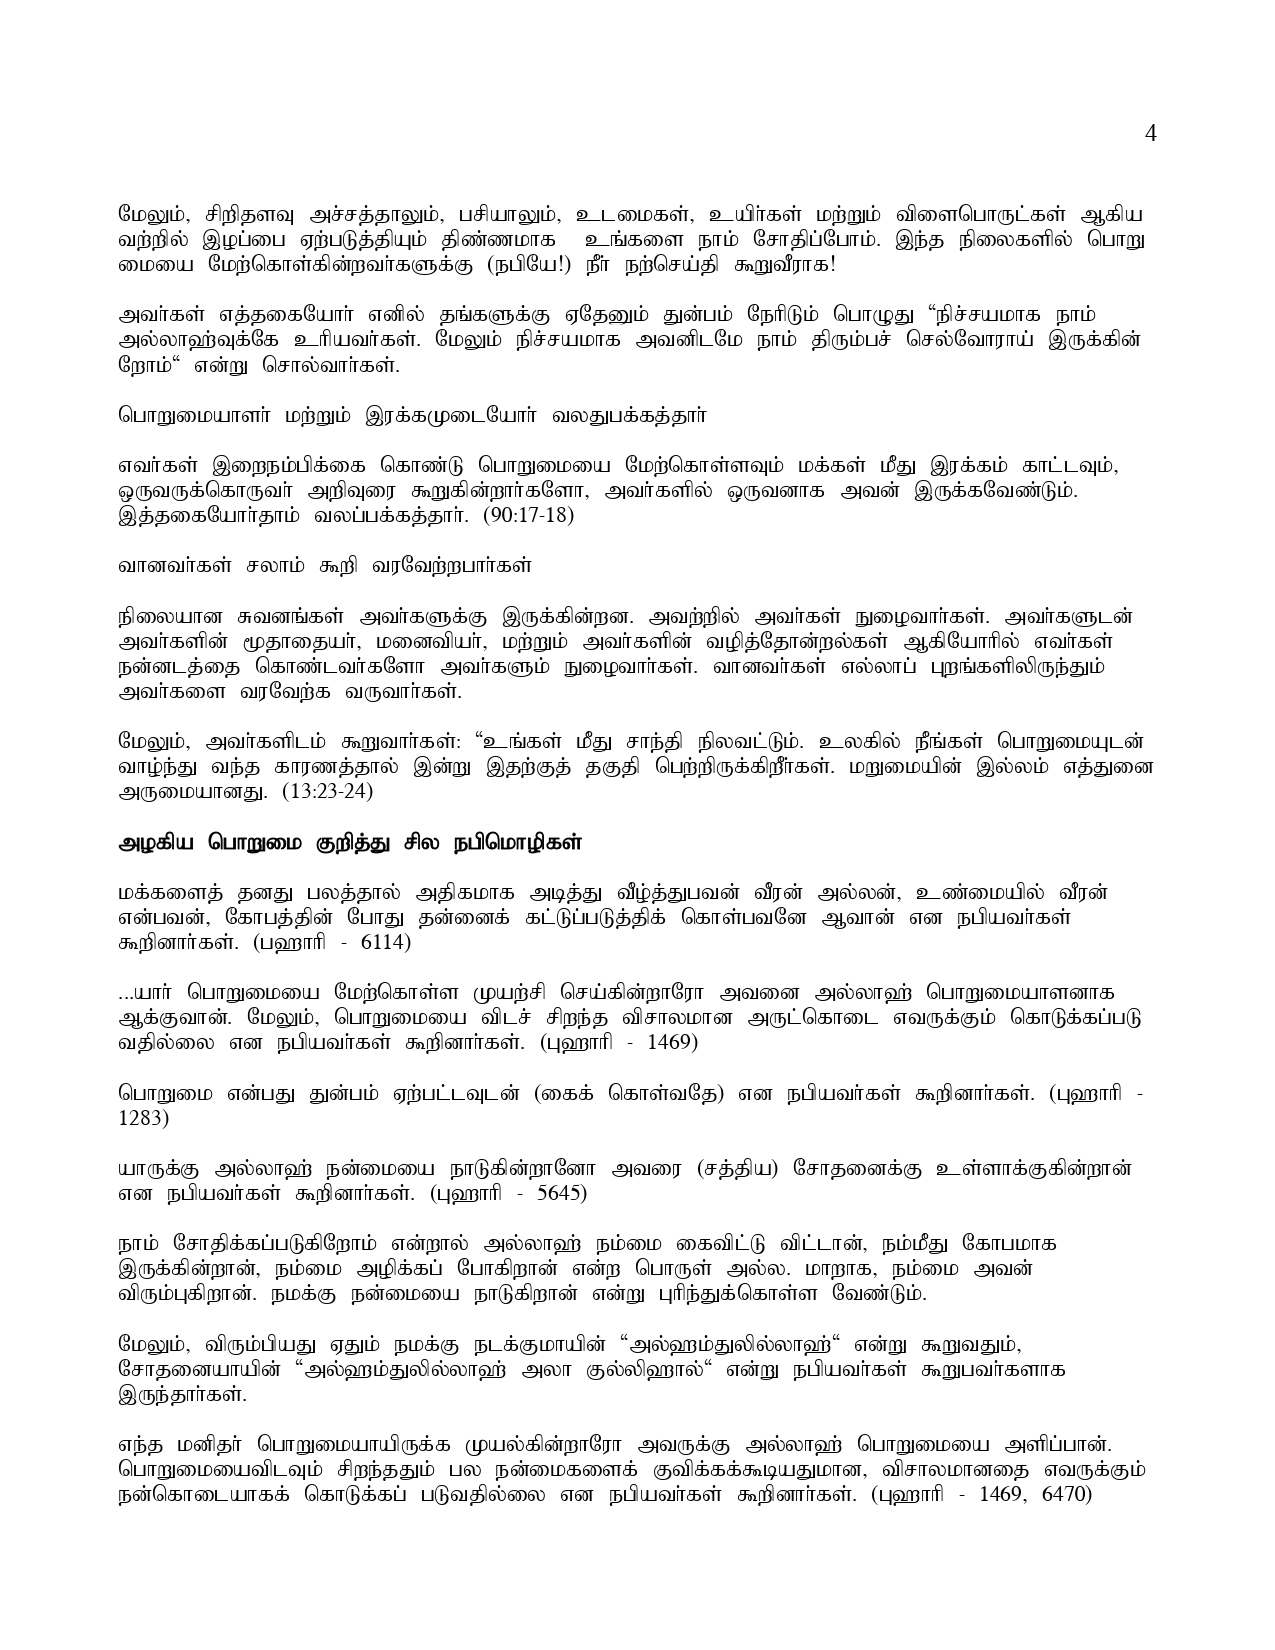 4
மேலும், சிறிதளவு அச்சத்தாலும், பசியாலும், உடமைகள், உயிர்கள் மற்றும் விளைபொருட்கள் ஆகிய
வற்றில் இழப்பை ஏற்படுத்தியும் திண்ணமாக உங்களை நாம் சோதிப்போம். இந்த நிலைகளில் பொறு
மையை மேற்கொள்கின்றவர்களுக்கு (நபியே!) நீர் நற்செய்தி கூறுவீராக!
அவர்கள் எத்தகையோர் எனில் தங்களுக்கு ஏதேனும் துன்பம் நேரிடும் பொழுது “நிச்சயமாக நாம்
அல்லாஹ்வுக்கே உரியவர்கள். மேலும் நிச்சயமாக அவனிடமே நாம் திரும்பச் செல்வோராய் இருக்கின்
றோம்“ என்று சொல்வார்கள்.
பொறுமையாளர் மற்றும் இரக்கமுடையோர் வலதுபக்கத்தார்
எவர்கள் இறைநம்பிக்கை கொண்டு பொறுமையை மேற்கொள்ளவும் மக்கள் மீது இரக்கம் காட்டவும்,
ஒருவருக்கொருவர் அறிவுரை கூறுகின்றார்களோ, அவர்களில் ஒருவனாக அவன் இருக்கவேண்டும்.
இத்தகையோர்தாம் வலப்பக்கத்தார். (90:17-18)
வானவர்கள் சலாம் கூறி வரவேற்றபார்கள்
நிலையான சுவனங்கள் அவர்களுக்கு இருக்கின்றன. அவற்றில் அவர்கள் நுழைவார்கள். அவர்களுடன்
அவர்களின் மூதாதையர், மனைவியர், மற்றும் அவர்களின் வழித்தோன்றல்கள் ஆகியோரில் எவர்கள்
நன்னடத்தை கொண்டவர்களோ அவர்களும் நுழைவார்கள். வானவர்கள் எல்லாப் புறங்களிலிருந்தும்
அவர்களை வரவேற்க வருவார்கள்.
மேலும், அவர்களிடம் கூறுவார்கள்: “உங்கள் மீது சாந்தி நிலவட்டும். உலகில் நீங்கள் பொறுமையுடன்
வாழ்ந்து வந்த காரணத்தால் இன்று இதற்குத் தகுதி பெற்றிருக்கிறீர்கள். மறுமையின் இல்லம் எத்துனை
அருமையானது. (13:23-24)
அழகிய பொறுமை குறித்து சில நபிமொழிகள்
மக்களைத் தனது பலத்தால் அதிகமாக அடித்து வீழ்த்துபவன் வீரன் அல்லன், உண்மையில் வீரன்
என்பவன், கோபத்தின் போது தன்னைக் கட்டுப்படுத்திக் கொள்பவனே ஆவான் என நபியவர்கள்
கூறினார்கள். (பஹாரி - 6114)
...யார் பொறுமையை மேற்கொள்ள முயற்சி செய்கின்றாரோ அவனை அல்லாஹ் பொறுமையாளனாக
ஆக்குவான். மேலும், பொறுமையை விடச் சிறந்த விசாலமான அருட்கொடை எவருக்கும் கொடுக்கப்படு
வதில்லை என நபியவர்கள் கூறினார்கள். (புஹாரி - 1469)
பொறுமை என்பது துன்பம் ஏற்பட்டவுடன் (கைக் கொள்வதே) என நபியவர்கள் கூறினார்கள். (புஹாரி -
1283)
யாருக்கு அல்லாஹ் நன்மையை நாடுகின்றானோ அவரை (சத்திய) சோதனைக்கு உள்ளாக்குகின்றான்
என நபியவர்கள் கூறினார்கள். (புஹாரி - 5645)
நாம் சோதிக்கப்படுகிறோம் என்றால் அல்லாஹ் நம்மை கைவிட்டு விட்டான், நம்மீது கோபமாக
இருக்கின்றான், நம்மை அழிக்கப் போகிறான் என்ற பொருள் அல்ல. மாறாக, நம்மை அவன்
விரும்புகிறான். நமக்கு நன்மையை நாடுகிறான் என்று புரிந்துக்கொள்ள வேண்டும்.
மேலும், விரும்பியது ஏதும் நமக்கு நடக்குமாயின் “அல்ஹம்துலில்லாஹ்“ என்று கூறுவதும்,
சோதனையாயின் “அல்ஹம்துலில்லாஹ் அலா குல்லிஹால்“ என்று நபியவர்கள் கூறுபவர்களாக
இருந்தார்கள்.
எந்த மனிதர் பொறுமையாயிருக்க முயல்கின்றாரோ அவருக்கு அல்லாஹ் பொறுமையை அளிப்பான்.
பொறுமையைவிடவும் சிறந்ததும் பல நன்மைகளைக் குவிக்கக்கூடியதுமான, விசாலமானதை எவருக்கும்
நன்கொடையாகக் கொடுக்கப் படுவதில்லை என நபியவர்கள் கூறினார்கள். (புஹாரி - 1469, 6470)